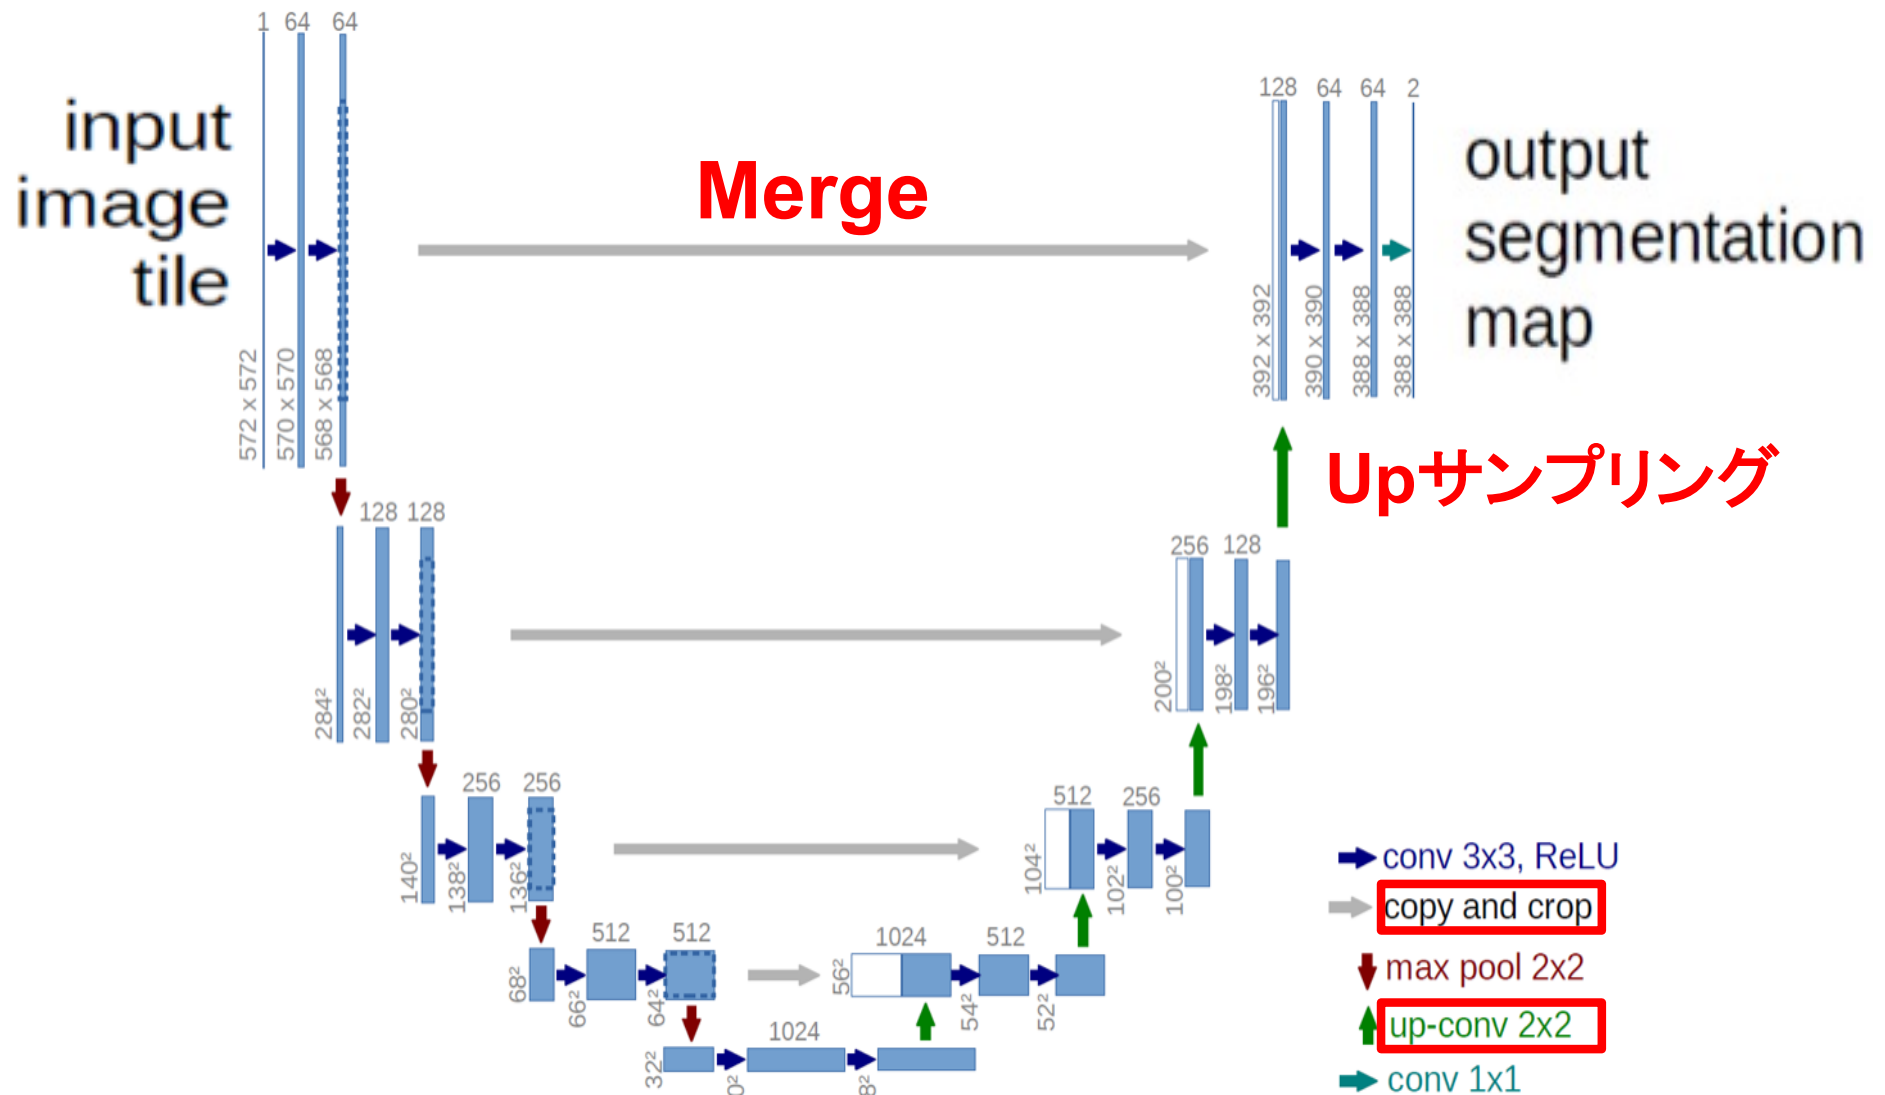 1 64 64
input
image
tile
572 x 572
570 x 570
568 x 568
Merge
128 64 64 2
output
segmentation
map
392 x 392
390 x 390
388 x 388
388 x 388
Upサンプリング
128 128
284²
282²
280²
256 128
200²
198²
196²
256 256
140²
138²
136²
512 256
104²
102²
100²
512 512
68²
66²
64²
1024 512
56²
54²
52²
1024
32²
conv 3x3, ReLU
copy and crop
max pool 2x2
up-conv 2x2
conv 1x1